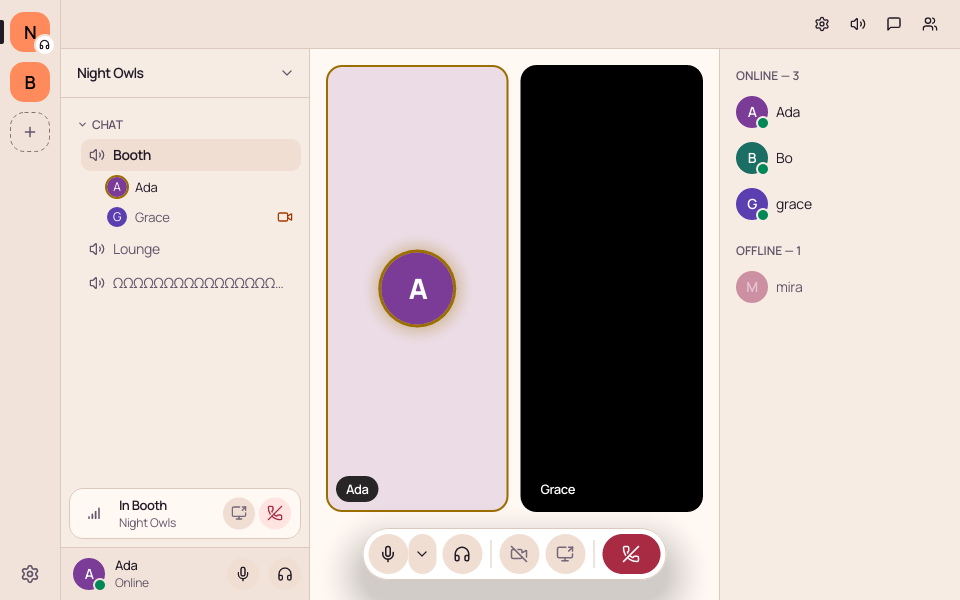 N
B
Night Owls
CHAT
Booth
A
Ada
G
Grace
Lounge
ΩΩΩΩΩΩΩΩΩΩΩΩΩΩΩΩ...
In Booth
Night Owls
A
Ada
Online
A
Ada
Grace
ONLINE — 3
A
Ada
B
Bo
G
grace
OFFLINE — 1
M
mira